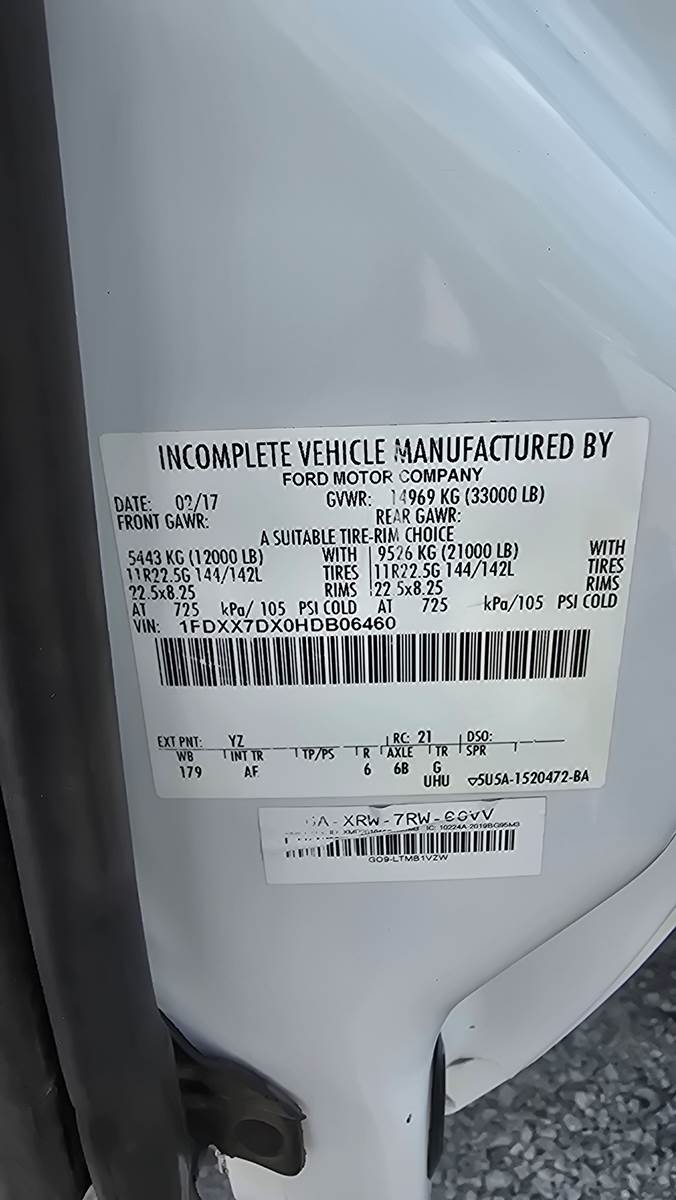 INCOMPLETE VEHICLE MANUFACTURED BY
FORD MOTOR COMPANY
DATE: 02/17 GVWR: 14969 KG (33000 LB)
FRONT GAWR: REAR GAWR:
A SUITABLE TIRE-RIM CHOICE
5443 KG (12000 LB) WITH 9526 KG (21000 LB) WITH
11R22.5G 144/142L TIRES 11R22.5G 144/142L TIRES
22.5x8.25 RIMS 22.5x8.25 RIMS
AT 725 kPa/ 105 PSI COLD AT 725 kPa/105 PSI COLD
VIN: 1FDXX7DX0HDB06460
EXT PNT: YZ RC: 21 DSO:
WB INT TR TP/PS R AXLE TR SPR
179 AF 6 6B G
UHU ▽5U5A-1520472-BA
XRW-7RW
IC: 10224A-2019BG95M3
GO9-LTMB1VZW